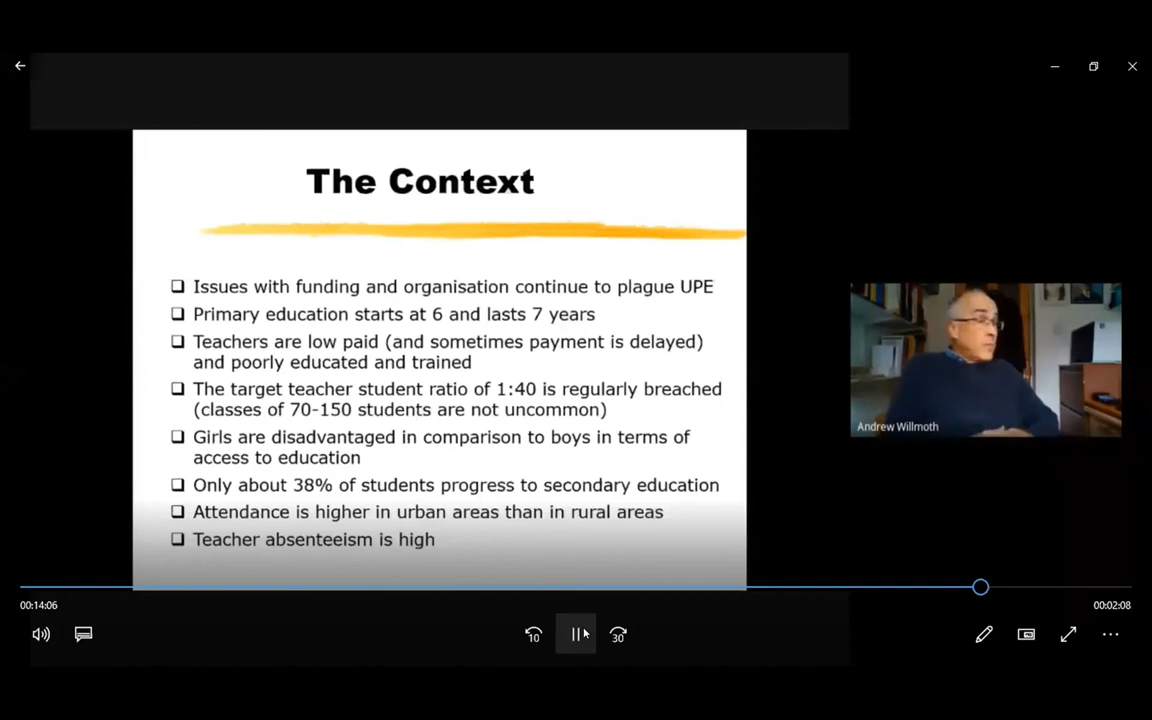 The Context
❑ Issues with funding and organisation continue to plague UPE
❑ Primary education starts at 6 and lasts 7 years
❑ Teachers are low paid (and sometimes payment is delayed)
and poorly educated and trained
❑ The target teacher student ratio of 1:40 is regularly breached
(classes of 70-150 students are not uncommon)
❑ Girls are disadvantaged in comparison to boys in terms of
access to education
❑ Only about 38% of students progress to secondary education
❑ Attendance is higher in urban areas than in rural areas
❑ Teacher absenteeism is high
Andrew Willmoth
00:14:06
00:02:08
10
30